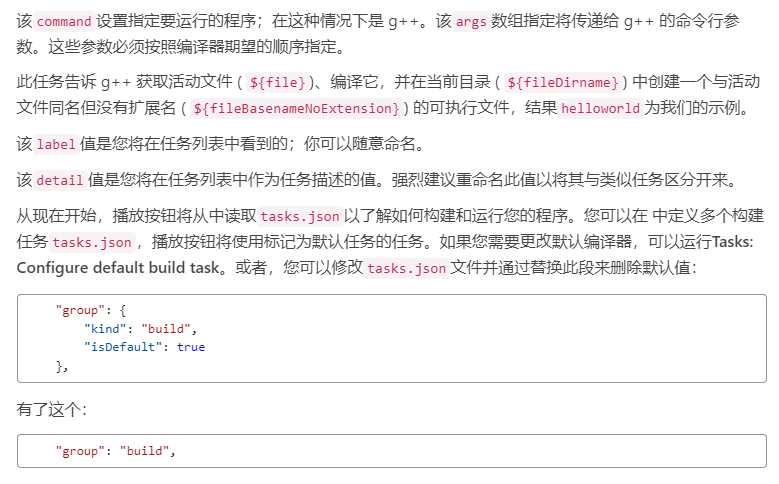 该 command 设置指定要运行的程序；在这种情况下是 g++。该 args 数组指定将传递给 g++ 的命令行参
数。这些参数必须按照编译器期望的顺序指定。
此任务告诉 g++ 获取活动文件 ( ${file})、编译它，并在当前目录 ( ${fileDirname}) 中创建一个与活动
文件同名但没有扩展名 ( ${fileBasenameNoExtension}) 的可执行文件，结果 helloworld 为我们的示例。
该 label 值是您将在任务列表中看到的；你可以随意命名。
该 detail 值是您将在任务列表中作为任务描述的值。强烈建议重命名此值以将其与类似任务区分开来。
从现在开始，播放按钮将从中读取 tasks.json 以了解如何构建和运行您的程序。您可以在 中定义多个构建
任务 tasks.json ，播放按钮将使用标记为默认任务的任务。如果您需要更改默认编译器，可以运行Tasks:
Configure default build task。或者，您可以修改 tasks.json 文件并通过替换此段来删除默认值：
"group": {
"kind": "build",
"isDefault": true
},
有了这个：
"group": "build",